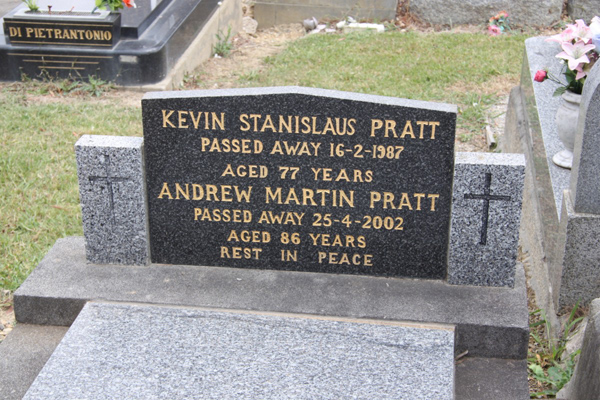 DI PIETRANTONIO
KEVIN STANISLAUS PRATT
PASSED AWAY 16-2-1987
AGED 77 YEARS
ANDREW MARTIN PRATT
PASSED AWAY 25-4-2002
AGED 86 YEARS
REST IN PEACE